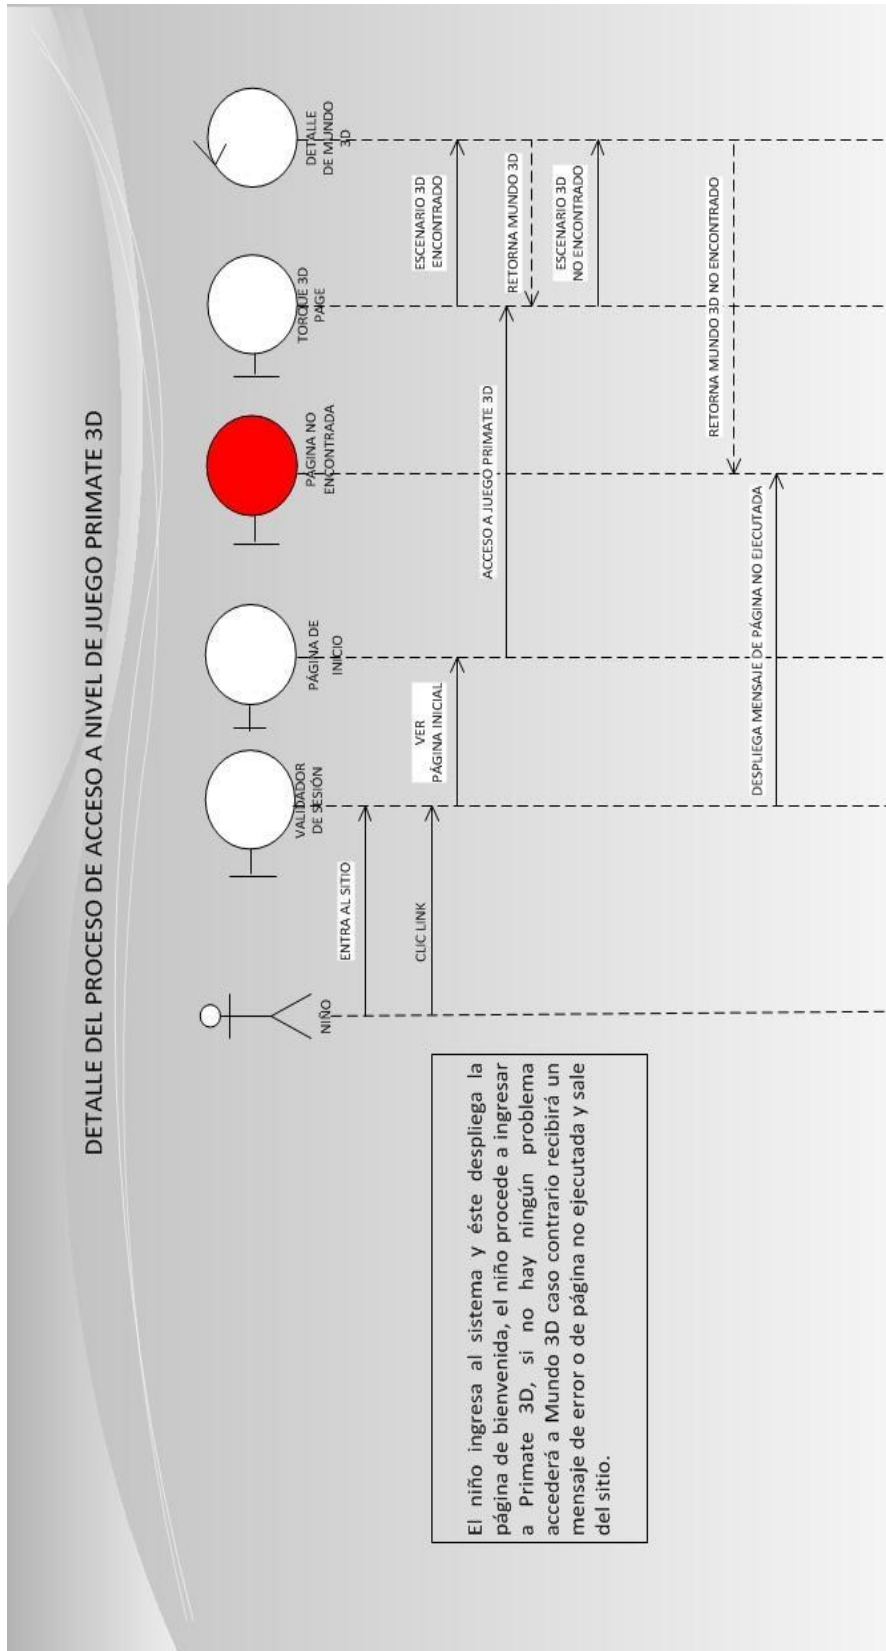 DETALLE DEL PROCESO DE ACCESO A NIVEL DE JUEGO PRIMATE 3D
NIÑO
VALIDADOR
DE SESIÓN
PÁGINA DE
INICIO
PAGINA NO
ENCONTRADA
TORQUE 3D
PAGE
DETALLE
DE MUNDO
3D
ENTRA AL SITIO
CLIC LINK
VER
PÁGINA INICIAL
ACCESO A JUEGO PRIMATE 3D
ESCENARIO 3D
ENCONTRADO
RETORNA MUNDO 3D
ESCENARIO 3D
NO ENCONTRADO
RETORNA MUNDO 3D NO ENCONTRADO
DESPLIEGA MENSAJE DE PÁGINA NO EJECUTADA
El niño ingresa al sistema y éste despliega la
página de bienvenida, el niño procede a ingresar
a Primate 3D, si no hay ningún problema
accederá a Mundo 3D caso contrario recibirá un
mensaje de error o de página no ejecutada y sale
del sitio.